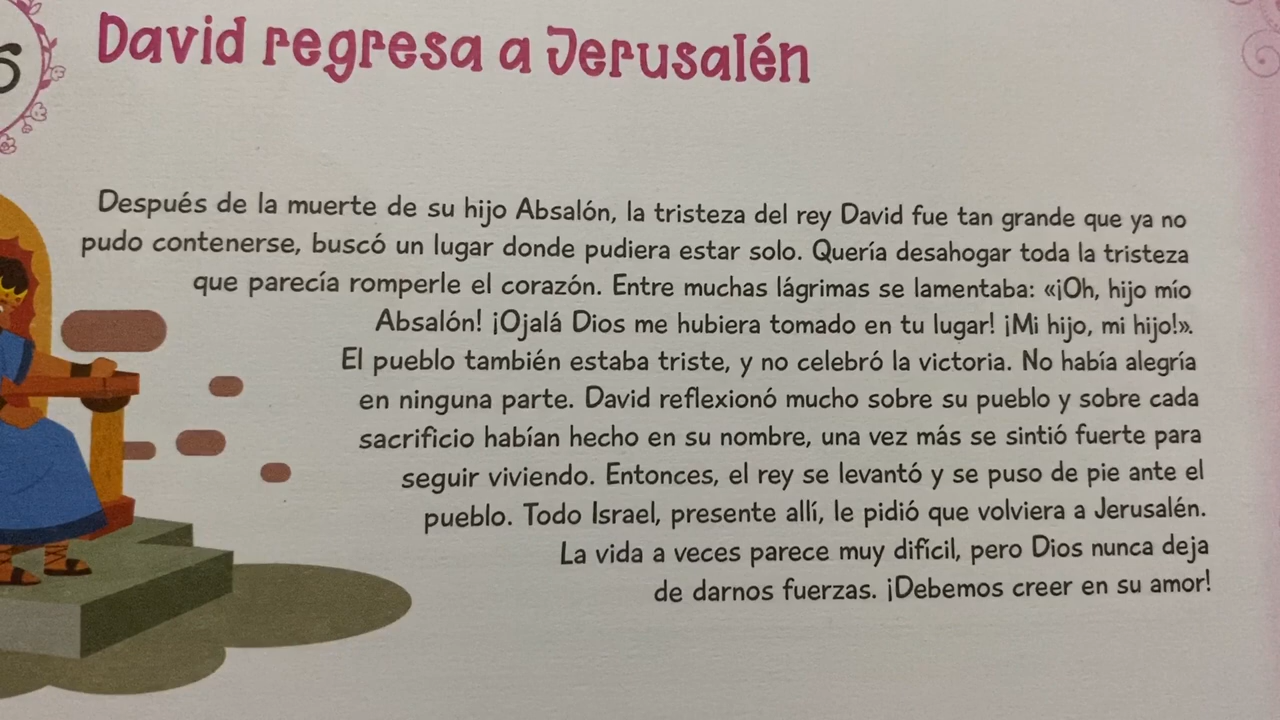 David regresa a Jerusalén
Después de la muerte de su hijo Absalón, la tristeza del rey David fue tan grande que ya no
pudo contenerse, buscó un lugar donde pudiera estar solo. Quería desahogar toda la tristeza
que parecía romperle el corazón. Entre muchas lágrimas se lamentaba: «¡Oh, hijo mío
Absalón! ¡Ojalá Dios me hubiera tomado en tu lugar! ¡Mi hijo, mi hijo!».
El pueblo también estaba triste, y no celebró la victoria. No había alegría
en ninguna parte. David reflexionó mucho sobre su pueblo y sobre cada
sacrificio habían hecho en su nombre, una vez más se sintió fuerte para
seguir viviendo. Entonces, el rey se levantó y se puso de pie ante el
pueblo. Todo Israel, presente allí, le pidió que volviera a Jerusalén.
La vida a veces parece muy difícil, pero Dios nunca deja
de darnos fuerzas. ¡Debemos creer en su amor!